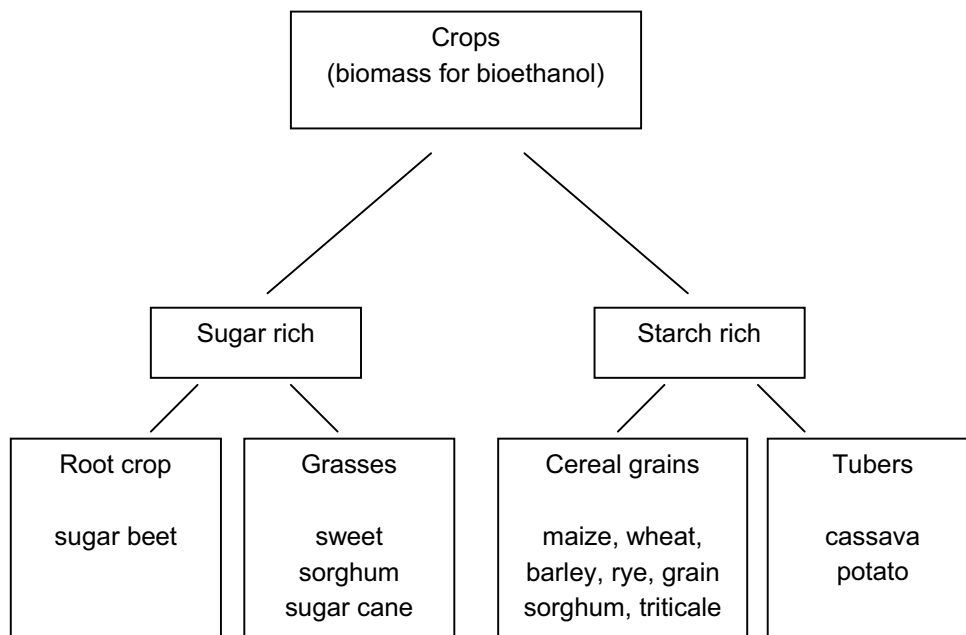 Crops
(biomass for bioethanol)
Sugar rich
Starch rich
Root crop
sugar beet
Grasses
sweet
sorghum
sugar cane
Cereal grains
maize, wheat,
barley, rye, grain
sorghum, triticale
Tubers
cassava
potato